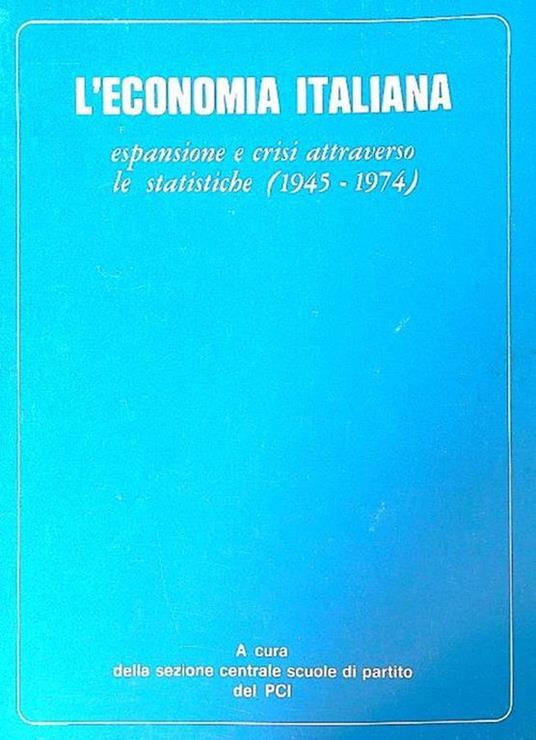 L'ECONOMIA ITALIANA
espansione e crisi attraverso
le statistiche (1945 - 1974)
A cura
della sezione centrale scuole di partito
del PCI